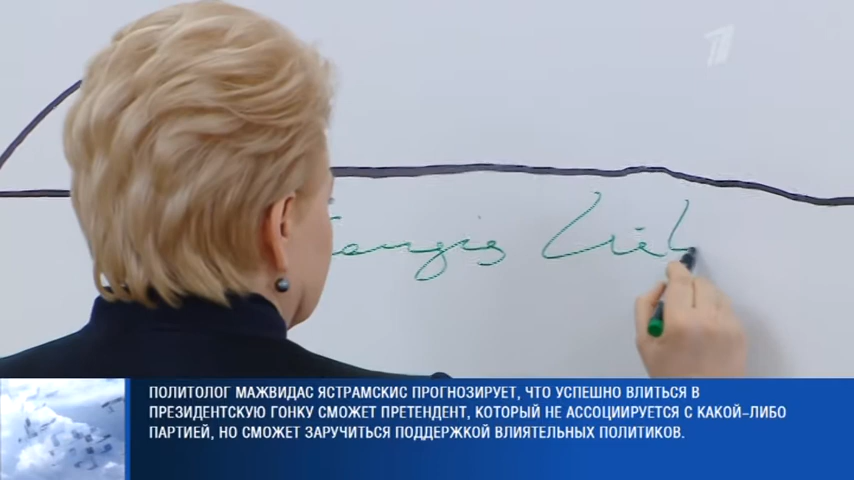 ПОЛИТОЛОГ МАЖВИДАС ЯСТРАМСКИС ПРОГНОЗИРУЕТ, ЧТО УСПЕШНО ВЛИТЬСЯ В
ПРЕЗИДЕНТСКУЮ ГОНКУ СМОЖЕТ ПРЕТЕНДЕНТ, КОТОРЫЙ НЕ АССОЦИИРУЕТСЯ С КАКОЙ-ЛИБО
ПАРТИЕЙ, НО СМОЖЕТ ЗАРУЧИТЬСЯ ПОДДЕРЖКОЙ ВЛИЯТЕЛЬНЫХ ПОЛИТИКОВ.